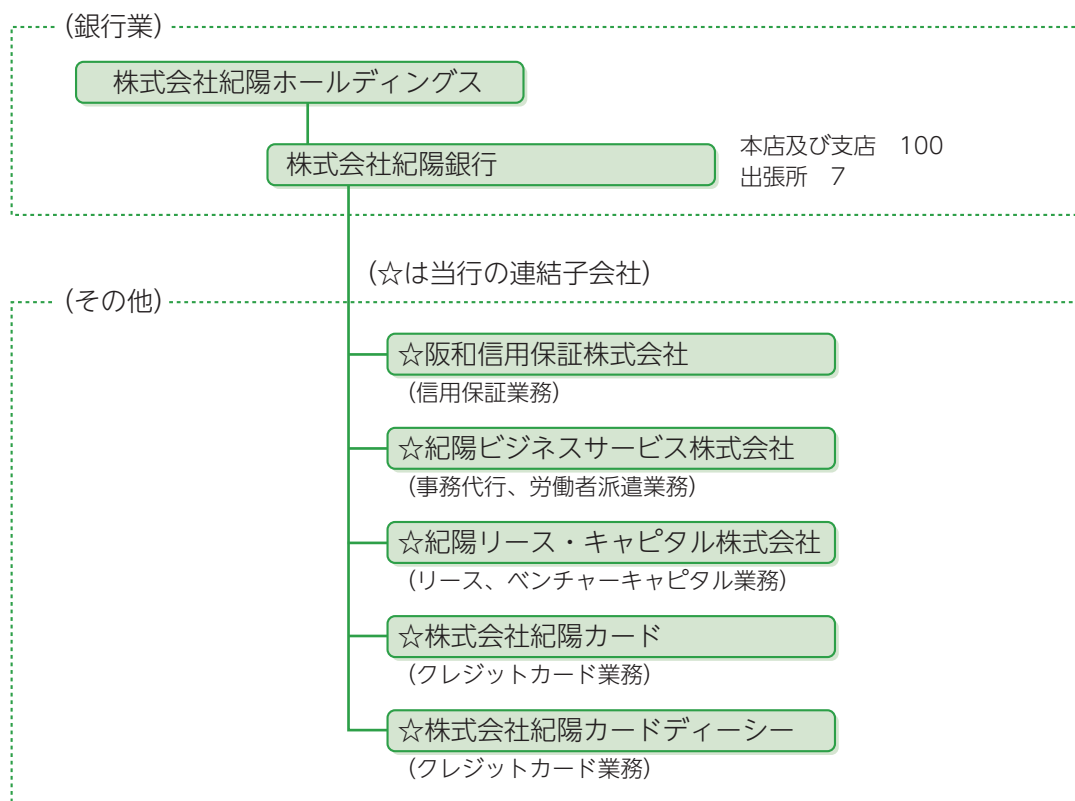 (銀行業)
株式会社紀陽ホールディングス
株式会社紀陽銀行
本店及び支店　100
出張所　7
(☆は当行の連結子会社)
(その他)
☆阪和信用保証株式会社
(信用保証業務)
☆紀陽ビジネスサービス株式会社
(事務代行、労働者派遣業務)
☆紀陽リース・キャピタル株式会社
(リース、ベンチャーキャピタル業務)
☆株式会社紀陽カード
(クレジットカード業務)
☆株式会社紀陽カードディーシー
(クレジットカード業務)